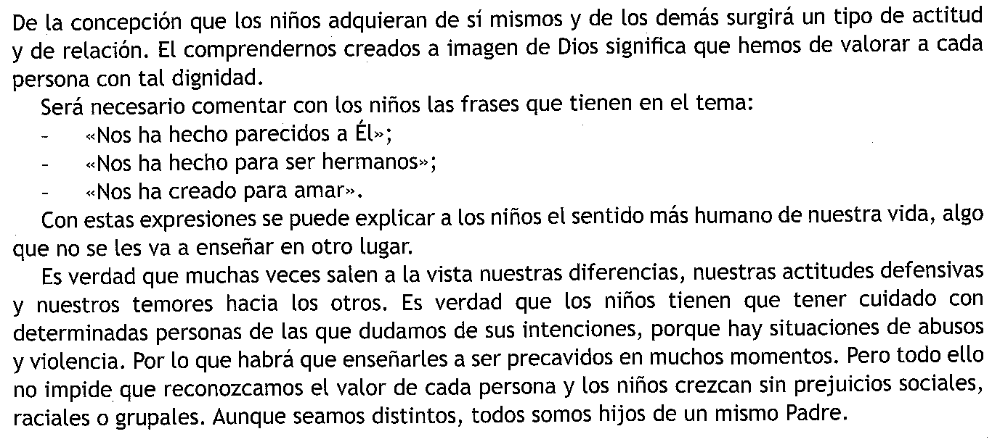 De la concepción que los niños adquieran de sí mismos y de los demás surgirá un tipo de actitud
y de relación. El comprendernos creados a imagen de Dios significa que hemos de valorar a cada
persona con tal dignidad.
Será necesario comentar con los niños las frases que tienen en el tema:
- «Nos ha hecho parecidos a Él»;
- «Nos ha hecho para ser hermanos»;
- «Nos ha creado para amar».
Con estas expresiones se puede explicar a los niños el sentido más humano de nuestra vida, algo
que no se les va a enseñar en otro lugar.
Es verdad que muchas veces salen a la vista nuestras diferencias, nuestras actitudes defensivas
y nuestros temores hacia los otros. Es verdad que los niños tienen que tener cuidado con
determinadas personas de las que dudamos de sus intenciones, porque hay situaciones de abusos
y violencia. Por lo que habrá que enseñarles a ser precavidos en muchos momentos. Pero todo ello
no impide que reconozcamos el valor de cada persona y los niños crezcan sin prejuicios sociales,
raciales o grupales. Aunque seamos distintos, todos somos hijos de un mismo Padre.